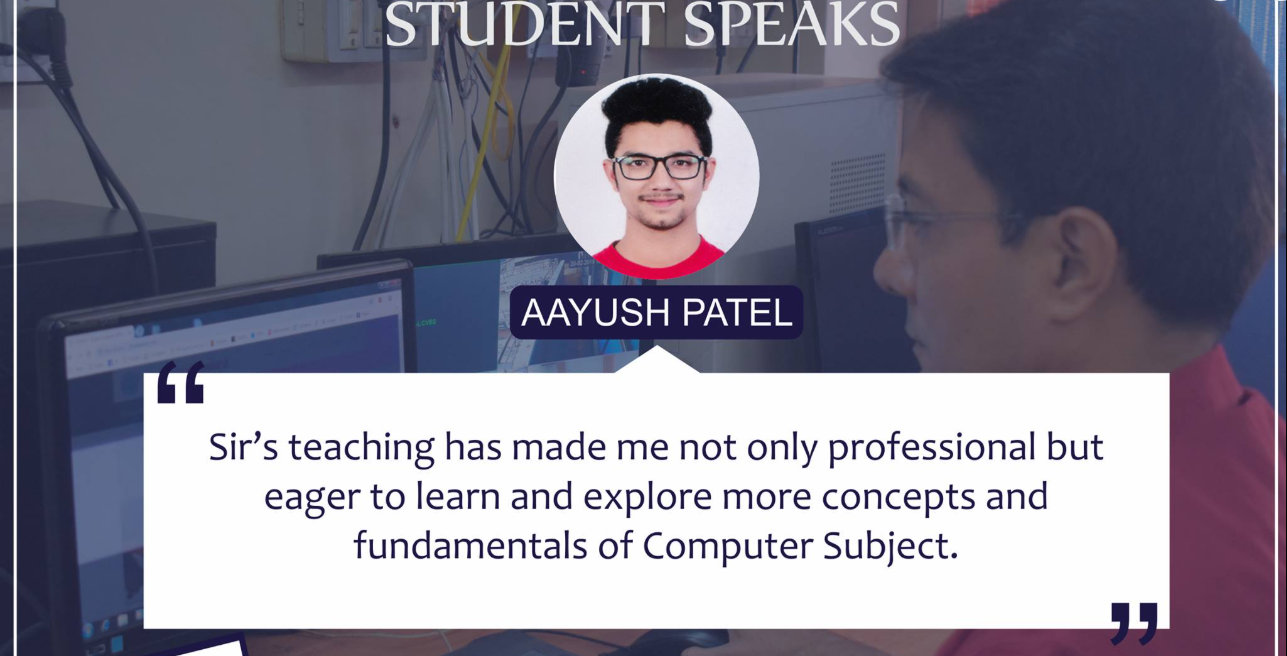 STUDENT SPEAKS
AAYUSH PATEL
“
Sir’s teaching has made me not only professional but
eager to learn and explore more concepts and
fundamentals of Computer Subject.
”